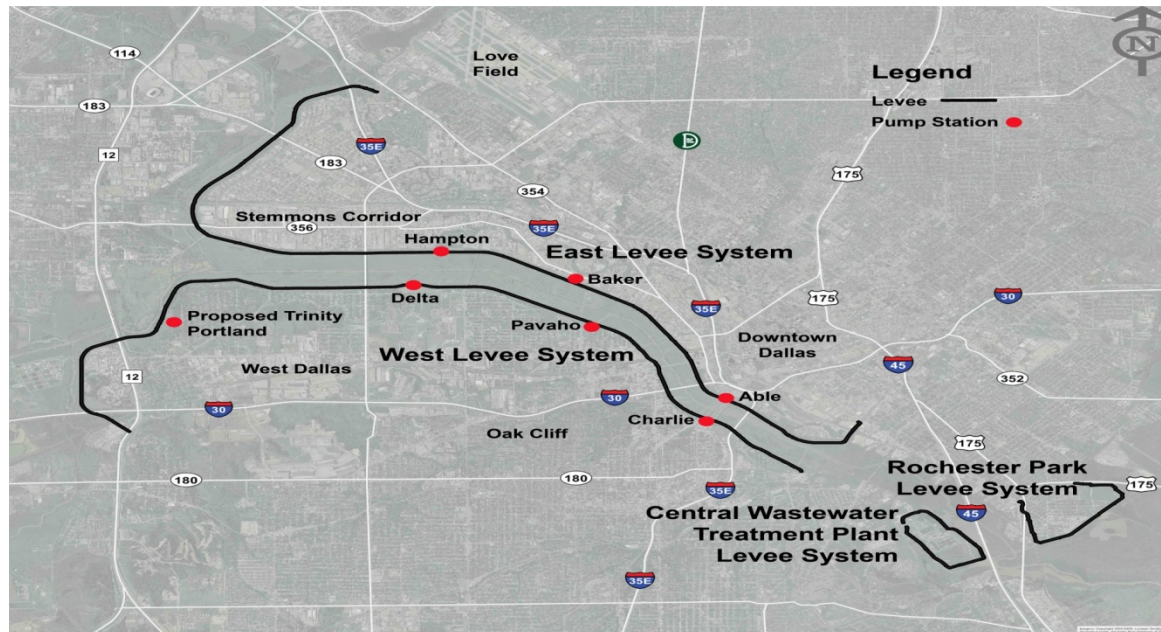 N
114
Love
Field
Legend
Levee
Pump Station
183
12
35E
183
175
354
Stemmons Corridor
356
35E
Hampton
East Levee System
Baker
Delta
30
175
35E
Proposed Trinity
Portland
Pavaho
Downtown
Dallas
West Levee System
West Dallas
45
352
12
30
30
Able
Charlie
Oak Cliff
175
180
180
35E
Rochester Park
Levee System
175
Central Wastewater
Treatment Plant
Levee System
45
35E